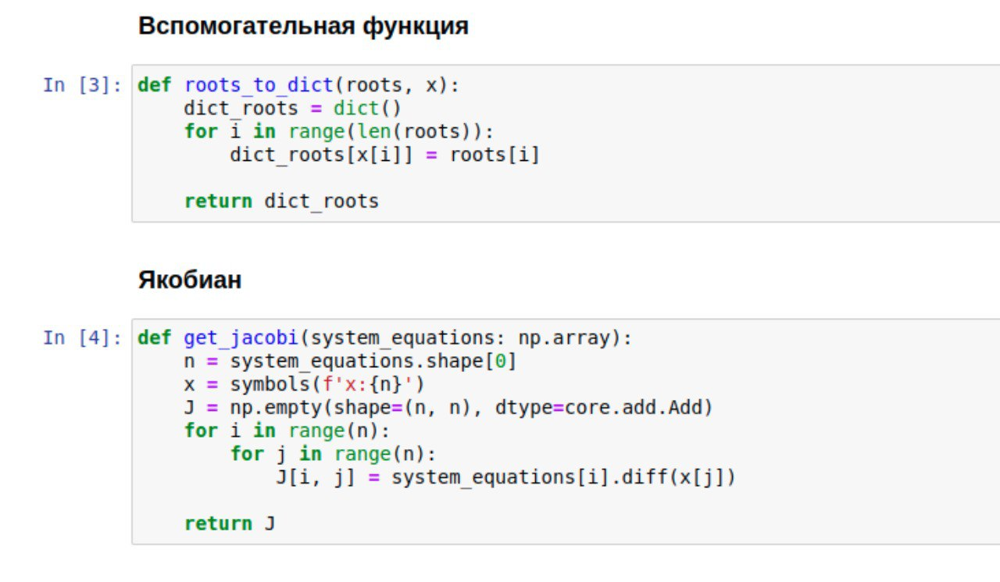 Вспомогательная функция
In [3]: def roots_to_dict(roots, x):
    dict_roots = dict()
    for i in range(len(roots)):
        dict_roots[x[i]] = roots[i]
    return dict_roots
Якобиан
In [4]: def get_jacobi(system_equations: np.array):
    n = system_equations.shape[0]
    x = symbols(f'x:{n}')
    J = np.empty(shape=(n, n), dtype=core.add.Add)
    for i in range(n):
        for j in range(n):
            J[i, j] = system_equations[i].diff(x[j])
    return J